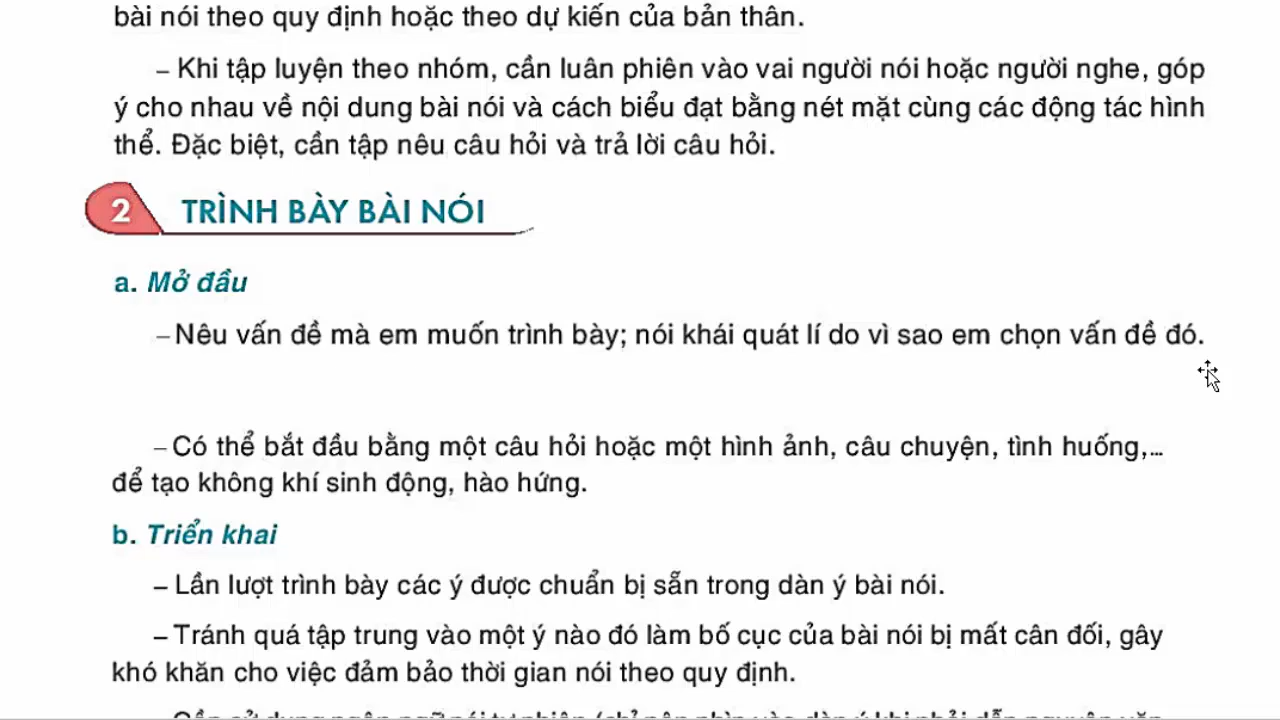 bài nói theo quy định hoặc theo dự kiến của bản thân.
– Khi tập luyện theo nhóm, cần luân phiên vào vai người nói hoặc người nghe, góp
ý cho nhau về nội dung bài nói và cách biểu đạt bằng nét mặt cùng các động tác hình
thể. Đặc biệt, cần tập nêu câu hỏi và trả lời câu hỏi.
2 TRÌNH BÀY BÀI NÓI
a. Mở đầu
– Nêu vấn đề mà em muốn trình bày; nói khái quát lí do vì sao em chọn vấn đề đó.
– Có thể bắt đầu bằng một câu hỏi hoặc một hình ảnh, câu chuyện, tình huống,...
để tạo không khí sinh động, hào hứng.
b. Triển khai
– Lần lượt trình bày các ý được chuẩn bị sẵn trong dàn ý bài nói.
– Tránh quá tập trung vào một ý nào đó làm bố cục của bài nói bị mất cân đối, gây
khó khăn cho việc đảm bảo thời gian nói theo quy định.